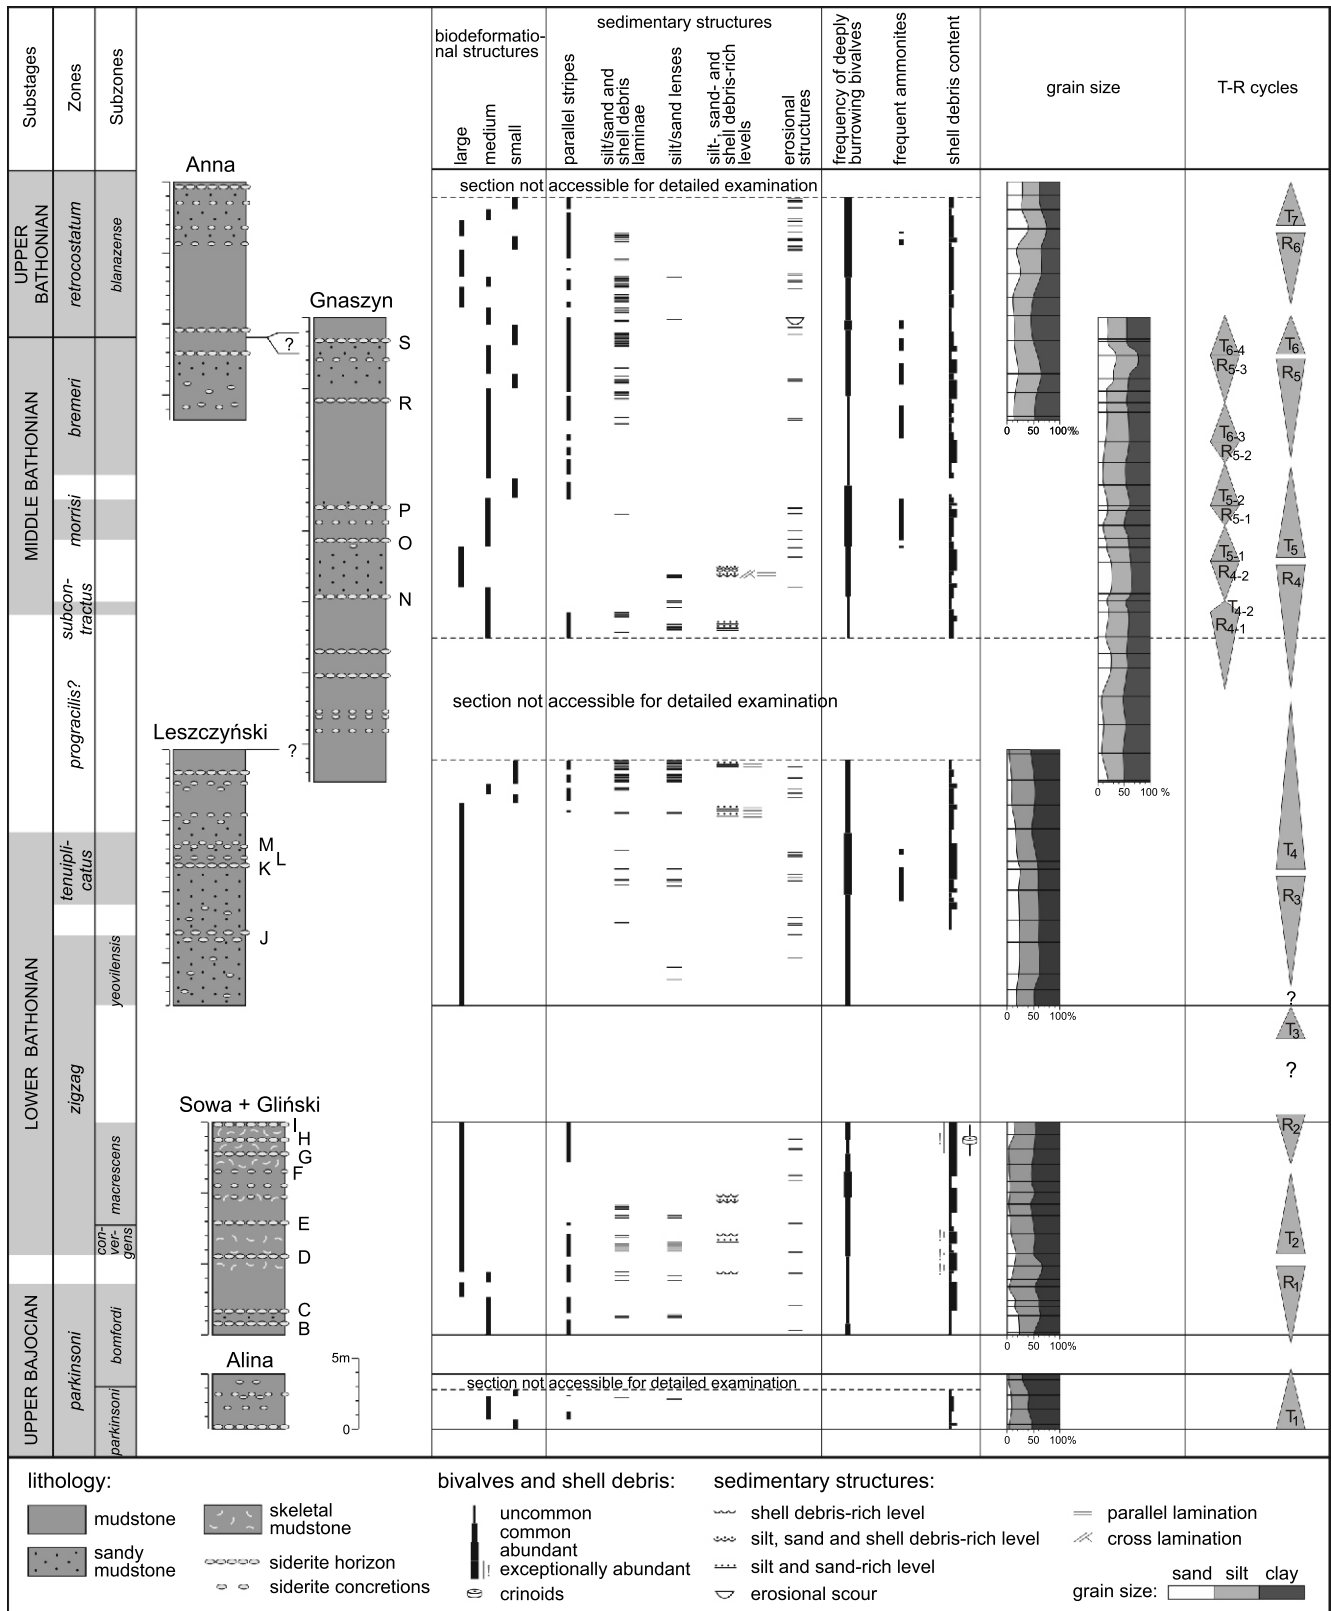 Substages
Zones
Subzones
biodeformatio-
nal structures
large
medium
small
sedimentary structures
parallel stripes
silt/sand and
shell debris
laminae
silt/sand lenses
silt-, sand- and
shell debris-rich
levels
erosional
structures
frequency of deeply
burrowing bivalves
frequent ammonites
shell debris content
grain size
T-R cycles
UPPER
BATHONIAN
MIDDLE BATHONIAN
LOWER BATHONIAN
UPPER BAJOCIAN
retrocostatum
bremeri
morrisi
subcon-
tractus
progracilis?
tenuipli-
catus
zigzag
parkinsoni
blanazense
yeovilensis
macrescens
con-
ver-
gens
bomfordi
parkinsoni
Anna
?
Gnaszyn
S
R
P
O
N
Leszczyński
?
M
L
K
J
Sowa + Gliński
I
H
G
F
E
D
C
B
Alina
5m
0
section not accessible for detailed examination
section not accessible for detailed examination
section not accessible for detailed examination
0 50 100%
0 50 100 %
0 50 100%
0 50 100%
0 50 100%
T6-4
R5-3
T6-3
R5-2
T5-2
R5-1
T5-1
R4-2
T4-2
R4-1
T7
R6
T6
R5
T5
R4
T4
R3
?
T3
?
R2
T2
R1
T1
lithology:
mudstone
sandy
mudstone
skeletal
mudstone
siderite horizon
siderite concretions
bivalves and shell debris:
uncommon
common
abundant
exceptionally abundant
crinoids
sedimentary structures:
shell debris-rich level
silt, sand and shell debris-rich level
silt and sand-rich level
erosional scour
parallel lamination
cross lamination
sand silt clay
grain size: